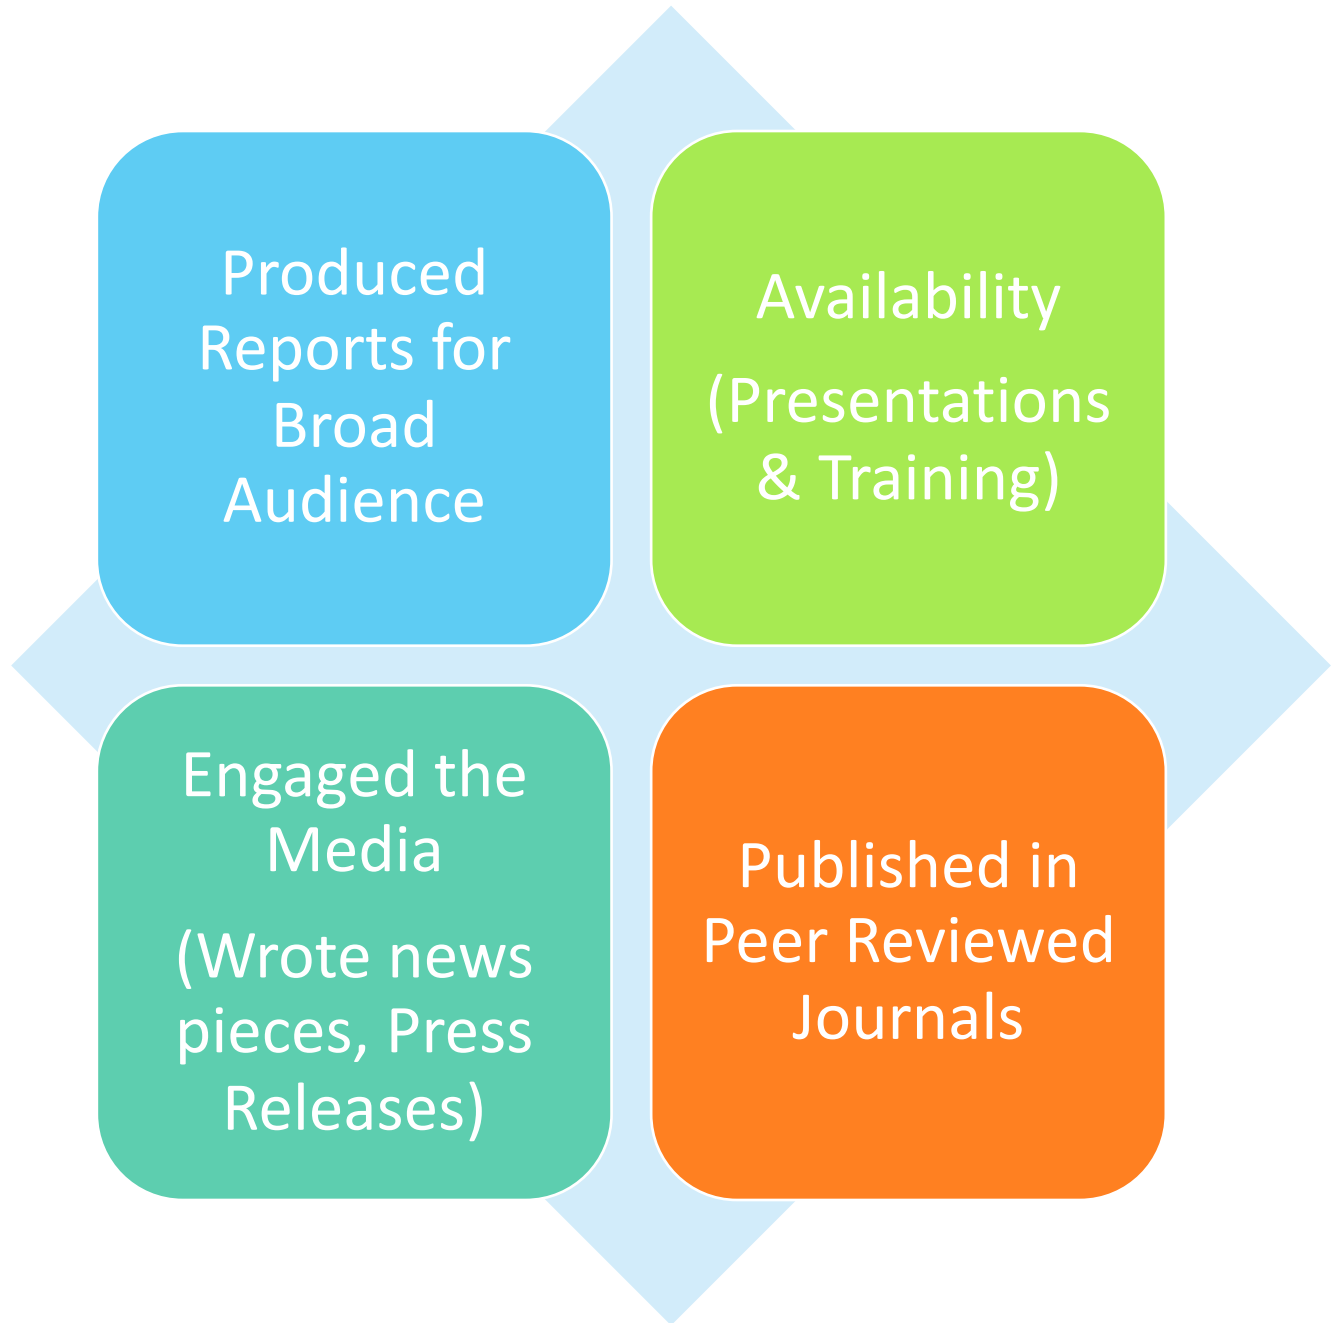 Produced
Reports for
Broad
Audience
Availability
(Presentations
& Training)
Engaged the
Media
(Wrote news
pieces, Press
Releases)
Published in
Peer Reviewed
Journals